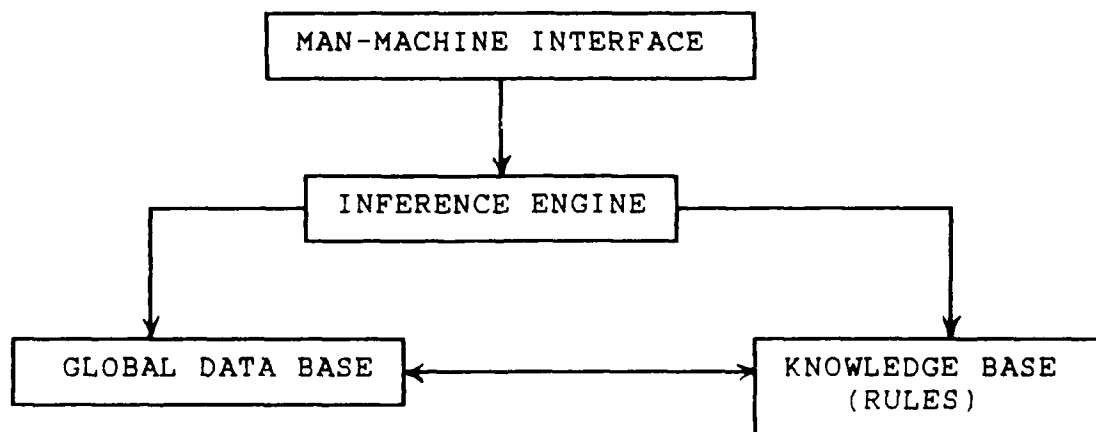 MAN-MACHINE INTERFACE
INFERENCE ENGINE
GLOBAL DATA BASE
KNOWLEDGE BASE
(RULES)